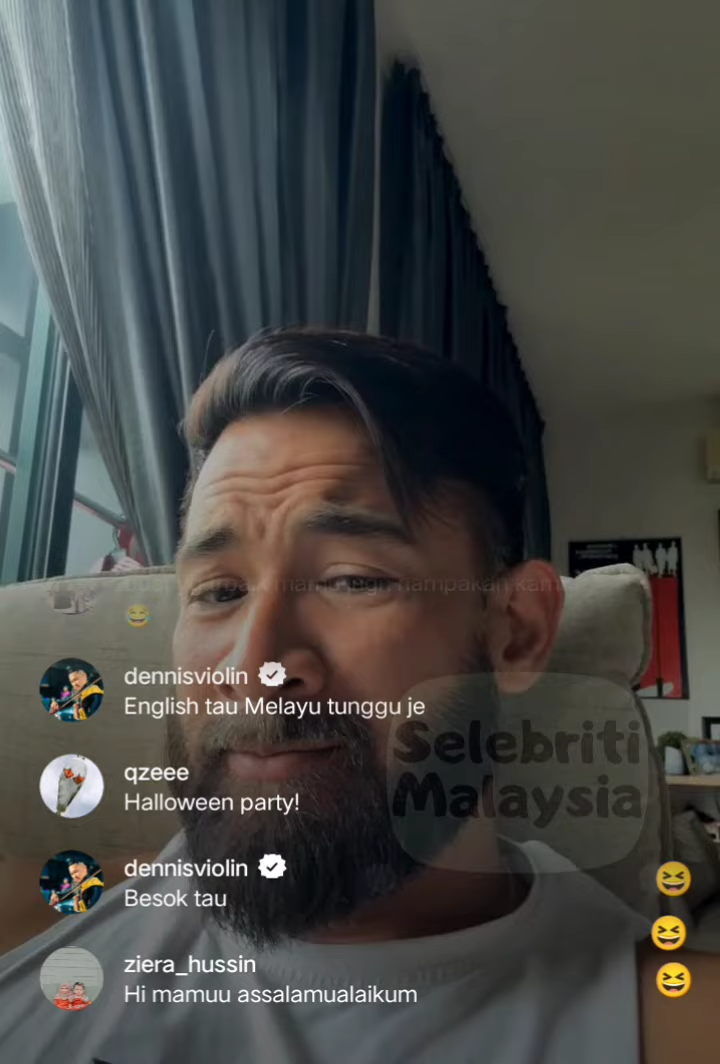 dennisviolin
English tau Melayu tunggu je
qzeee
Halloween party!
dennisviolin
Besok tau
ziera_hussin
Hi mamuu assalamualaikum
Selebriti
Malaysia